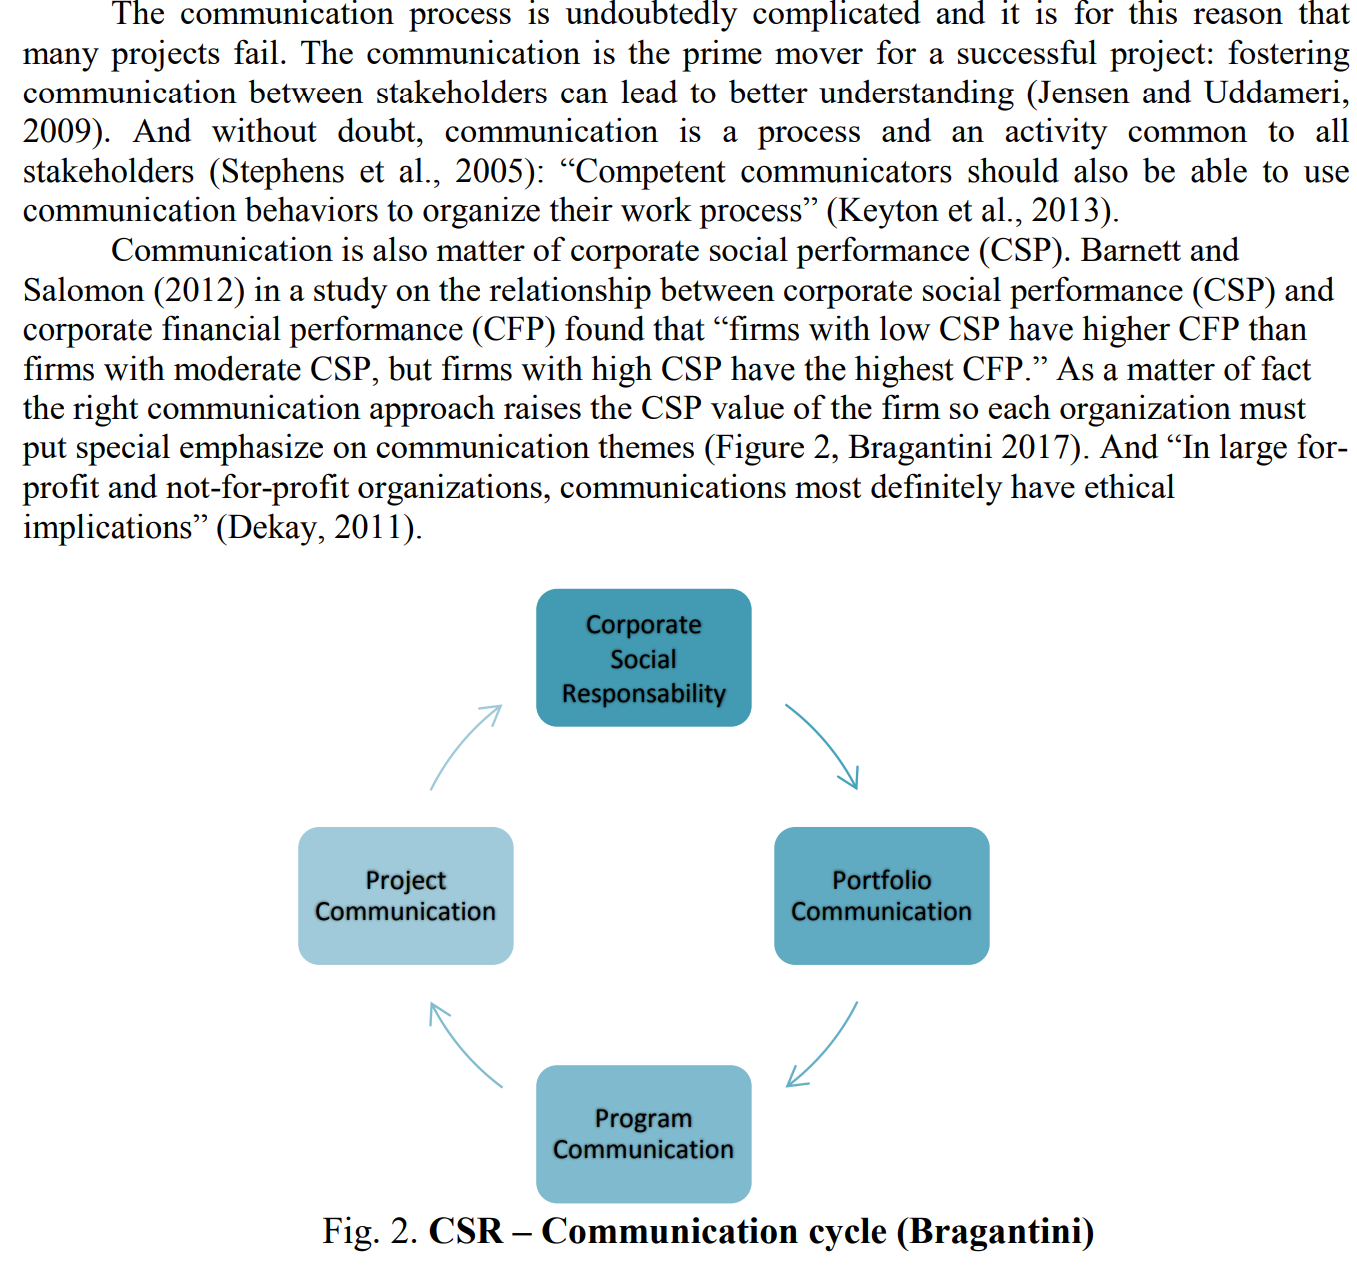 The communication process is undoubtedly complicated and it is for this reason that
many projects fail. The communication is the prime mover for a successful project: fostering
communication between stakeholders can lead to better understanding (Jensen and Uddameri,
2009). And without doubt, communication is a process and an activity common to all
stakeholders (Stephens et al., 2005): “Competent communicators should also be able to use
communication behaviors to organize their work process” (Keyton et al., 2013).
Communication is also matter of corporate social performance (CSP). Barnett and
Salomon (2012) in a study on the relationship between corporate social performance (CSP) and
corporate financial performance (CFP) found that “firms with low CSP have higher CFP than
firms with moderate CSP, but firms with high CSP have the highest CFP.” As a matter of fact
the right communication approach raises the CSP value of the firm so each organization must
put special emphasize on communication themes (Figure 2, Bragantini 2017). And “In large for-
profit and not-for-profit organizations, communications most definitely have ethical
implications” (Dekay, 2011).
Corporate
Social
Responsability
Project
Communication
Portfolio
Communication
Program
Communication
Fig. 2. CSR – Communication cycle (Bragantini)